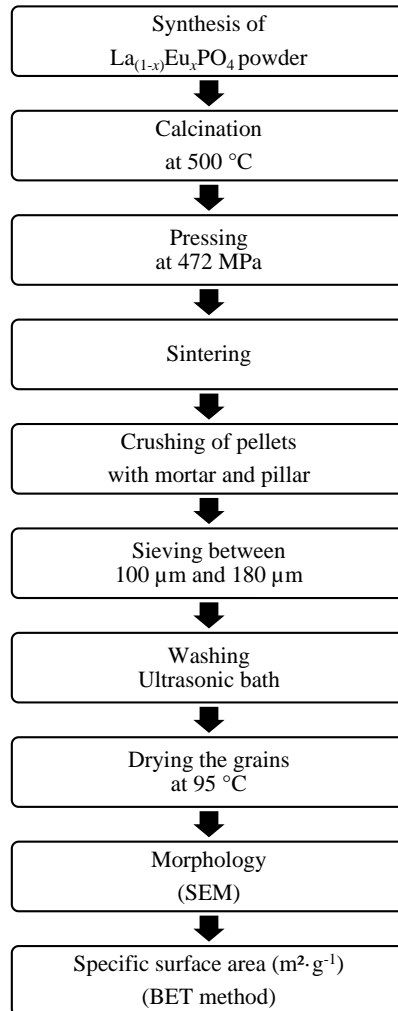 Synthesis of
La₍₁₋ₓ₎EuₓPO₄ powder
Calcination
at 500 °C
Pressing
at 472 MPa
Sintering
Crushing of pellets
with mortar and pillar
Sieving between
100 µm and 180 µm
Washing
Ultrasonic bath
Drying the grains
at 95 °C
Morphology
(SEM)
Specific surface area (m²·g⁻¹)
(BET method)